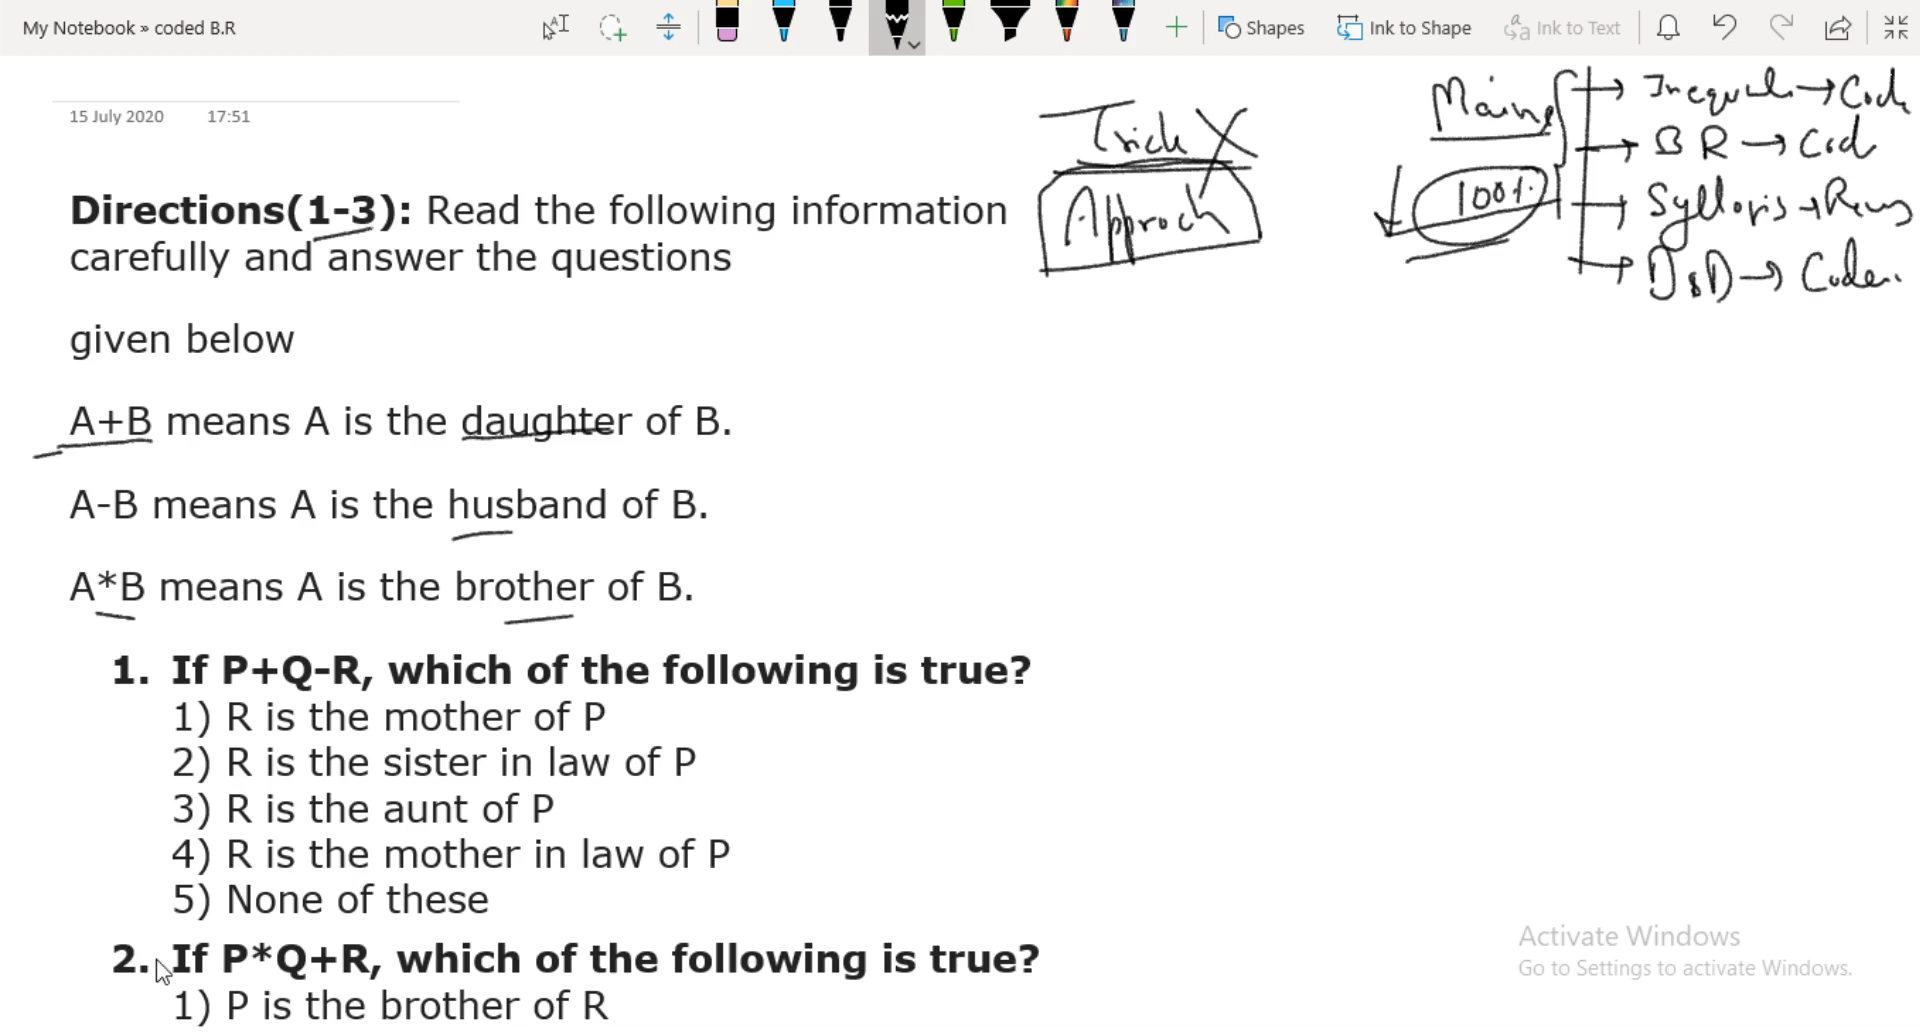 My Notebook » coded B.R
Shapes
Ink to Shape
Ink to Text
15 July 2020 17:51
Trick
Approch
Mains
100%
BR → Cod
Directions(1-3): Read the following information
carefully and answer the questions
given below
A+B means A is the daughter of B.
A-B means A is the husband of B.
A*B means A is the brother of B.
1. If P+Q-R, which of the following is true?
1) R is the mother of P
2) R is the sister in law of P
3) R is the aunt of P
4) R is the mother in law of P
5) None of these
2. If P*Q+R, which of the following is true?
1) P is the brother of R
Activate Windows
Go to Settings to activate Windows.